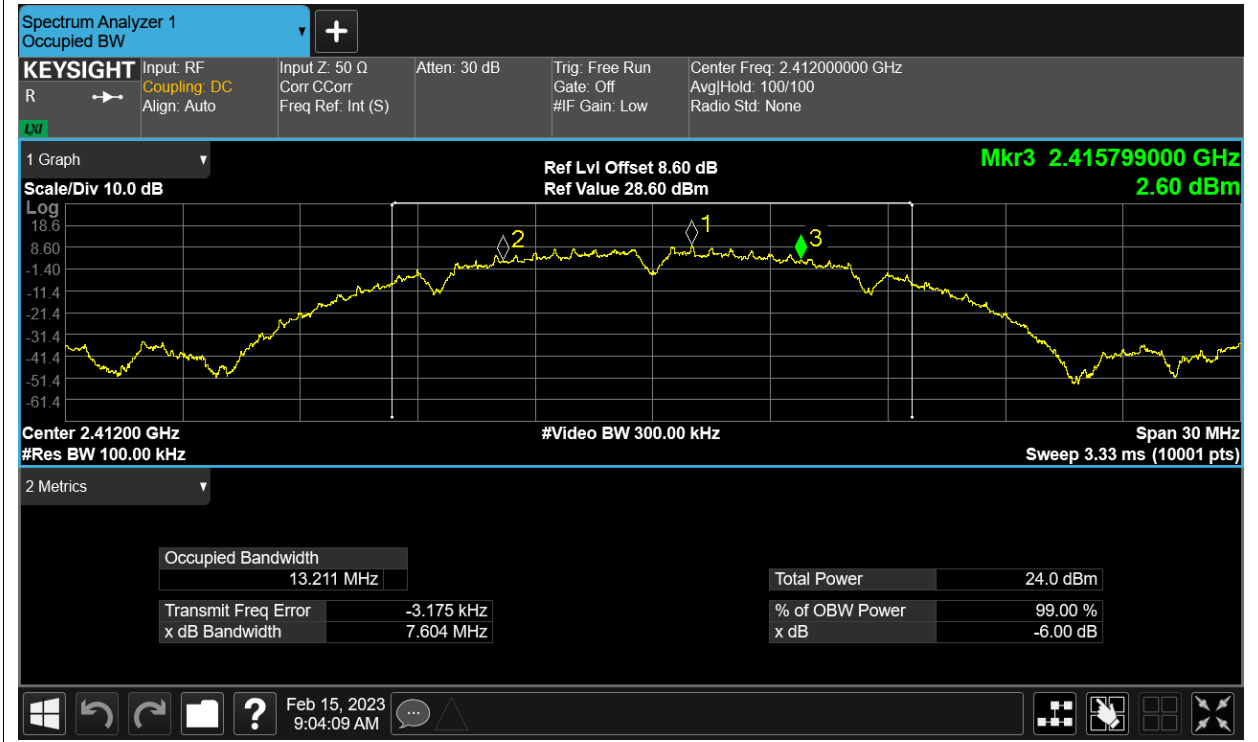 Spectrum Analyzer 1
Occupied BW
KEYSIGHT
R
LXI
Input: RF
Coupling: DC
Align: Auto
Input Z: 50 Ω
Corr CCorr
Freq Ref: Int (S)
Atten: 30 dB
Trig: Free Run
Gate: Off
#IF Gain: Low
Center Freq: 2.412000000 GHz
Avg|Hold: 100/100
Radio Std: None
1 Graph
Scale/Div 10.0 dB
Ref Lvl Offset 8.60 dB
Ref Value 28.60 dBm
Mkr3 2.415799000 GHz
2.60 dBm
Log
18.6
8.60
-1.40
-11.4
-21.4
-31.4
-41.4
-51.4
-61.4
2
1
3
Center 2.41200 GHz
#Video BW 300.00 kHz
Span 30 MHz
#Res BW 100.00 kHz
Sweep 3.33 ms (10001 pts)
2 Metrics
Occupied Bandwidth
13.211 MHz
Transmit Freq Error -3.175 kHz
x dB Bandwidth 7.604 MHz
Total Power 24.0 dBm
% of OBW Power 99.00 %
x dB -6.00 dB
?
Feb 15, 2023
9:04:09 AM